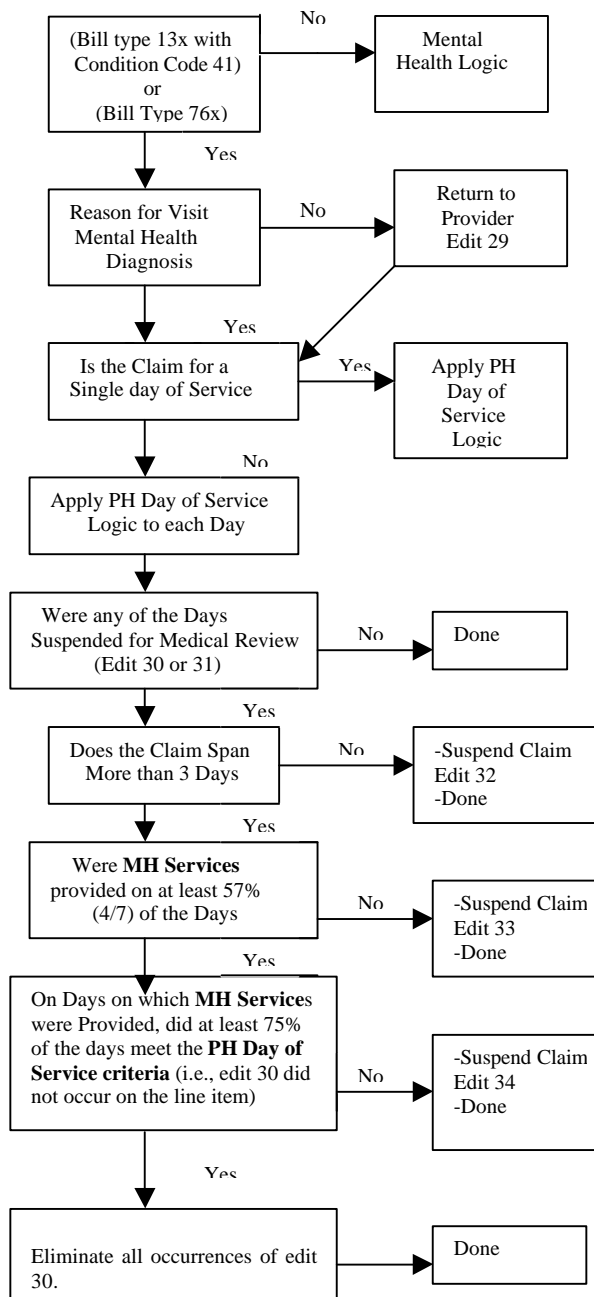 (Bill type 13x with
Condition Code 41)
or
(Bill Type 76x)
No
Mental
Health Logic
Yes
Reason for Visit
Mental Health
Diagnosis
No
Return to
Provider
Edit 29
Yes
Is the Claim for a
Single day of Service
Yes
Apply PH
Day of
Service
Logic
No
Apply PH Day of Service
Logic to each Day
Were any of the Days
Suspended for Medical Review
(Edit 30 or 31)
No
Done
Yes
Does the Claim Span
More than 3 Days
No
-Suspend Claim
Edit 32
-Done
Yes
Were MH Services
provided on at least 57%
(4/7) of the Days
No
-Suspend Claim
Edit 33
-Done
Yes
On Days on which MH Services
were Provided, did at least 75%
of the days meet the PH Day of
Service criteria (i.e., edit 30 did
not occur on the line item)
No
-Suspend Claim
Edit 34
-Done
Yes
Eliminate all occurrences of edit
30.
Done